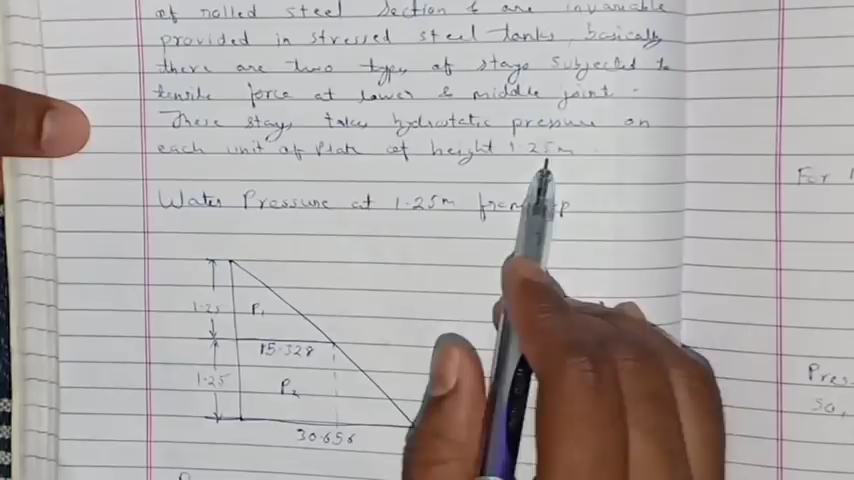 of rolled steel section & are invariable
provided in stressed steel tanks, basically
there are two types of stays subjected to
tensile force at lower & middle joint.
These stays take hydrostatic pressure on
each unit of plate of height 1.25m
Water Pressure at 1.25m from top
1.25 P1
15.328
1.25 P2
30.656
For
Press
So,